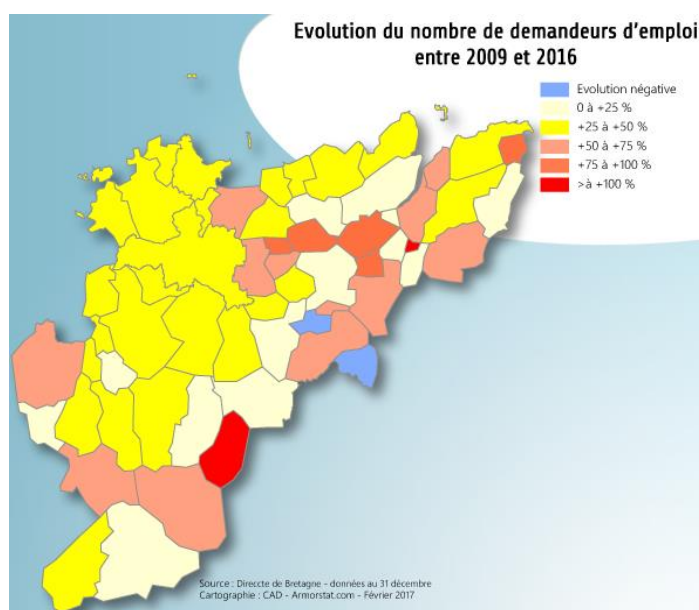 Evolution du nombre de demandeurs d'emploi
entre 2009 et 2016
Evolution négative
0 à +25 %
+25 à +50 %
+50 à +75 %
+75 à +100 %
>à +100 %
Source : Direccte de Bretagne - données au 31 décembre
Cartographie : CAD - Armorstat.com - Février 2017